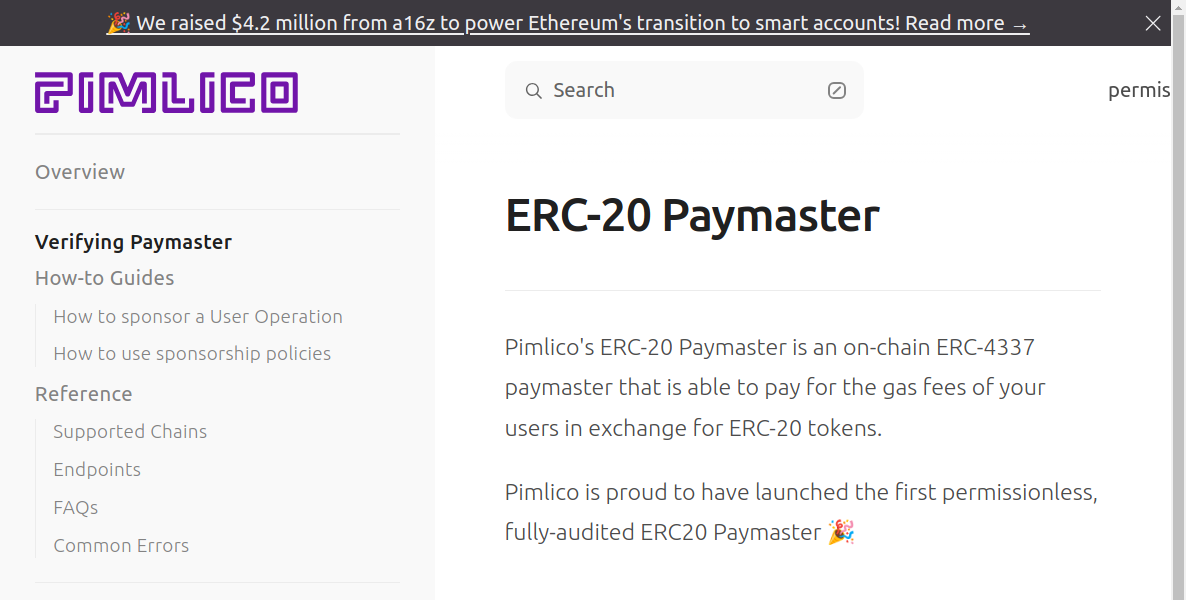 🎉 We raised $4.2 million from a16z to power Ethereum's transition to smart accounts! Read more →
PIMLICO
Search
permis
Overview
Verifying Paymaster
How-to Guides
How to sponsor a User Operation
How to use sponsorship policies
Reference
Supported Chains
Endpoints
FAQs
Common Errors
ERC-20 Paymaster
Pimlico's ERC-20 Paymaster is an on-chain ERC-4337
paymaster that is able to pay for the gas fees of your
users in exchange for ERC-20 tokens.
Pimlico is proud to have launched the first permissionless,
fully-audited ERC20 Paymaster 🎉